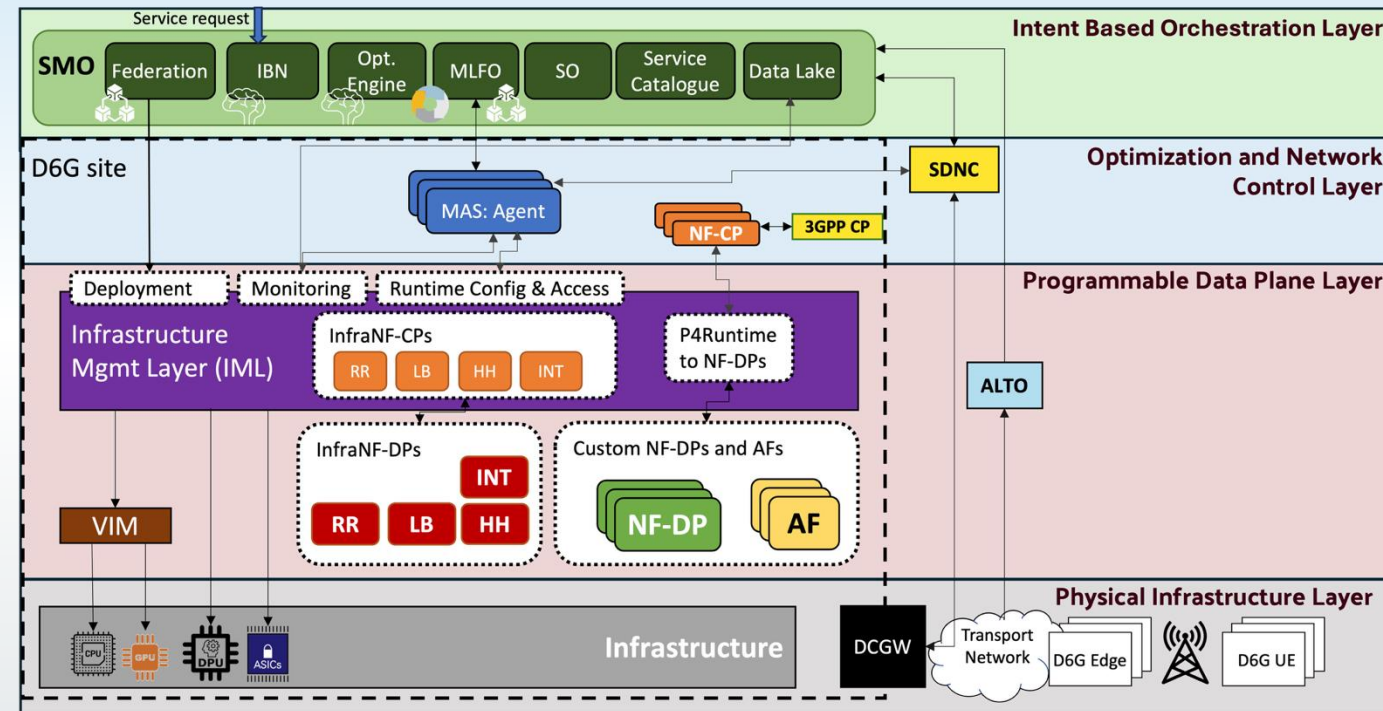 Service request
Intent Based Orchestration Layer
SMO
Federation
IBN
Opt.
Engine
MLFO
SO
Service
Catalogue
Data Lake
D6G site
Optimization and Network
Control Layer
SDNC
MAS: Agent
NF-CP
3GPP CP
Programmable Data Plane Layer
Deployment
Monitoring
Runtime Config & Access
Infrastructure
Mgmt Layer (IML)
InfraNF-CPs
RR
LB
HH
INT
P4Runtime
to NF-DPs
ALTO
InfraNF-DPs
INT
RR
LB
HH
Custom NF-DPs and AFs
NF-DP
AF
VIM
Physical Infrastructure Layer
CPU
GPU
DPU
ASICs
Infrastructure
DCGW
Transport
Network
D6G Edge
D6G UE